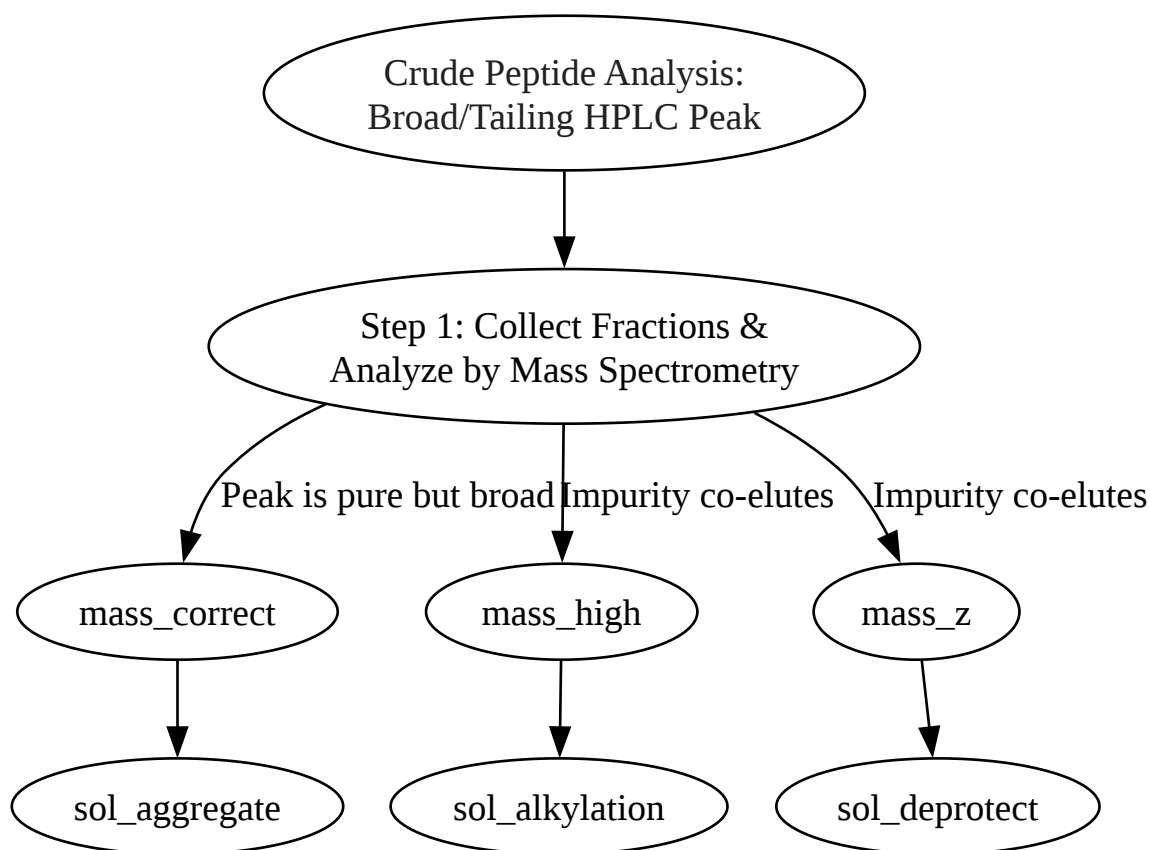 Crude Peptide Analysis:
Broad/Tailing HPLC Peak
Step 1: Collect Fractions &
Analyze by Mass Spectrometry
Peak is pure but broad
Impurity co-elutes
Impurity co-elutes
mass_correct
mass_high
mass_z
sol_aggregate
sol_alkylation
sol_deprotect